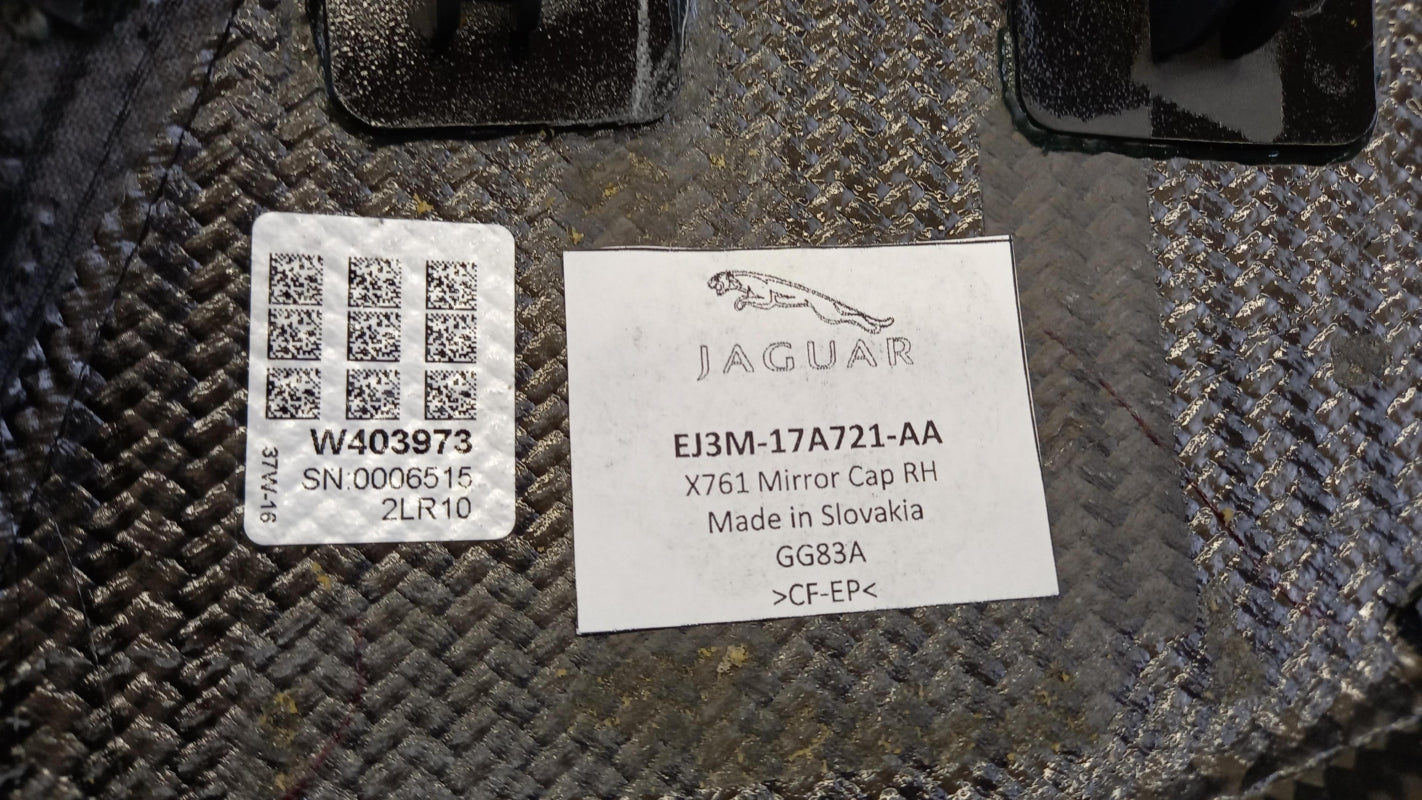 W403973
SN:0006515
2LR10
37W-16
JAGUAR
EJ3M-17A721-AA
X761 Mirror Cap RH
Made in Slovakia
GG83A
>CF-EP<